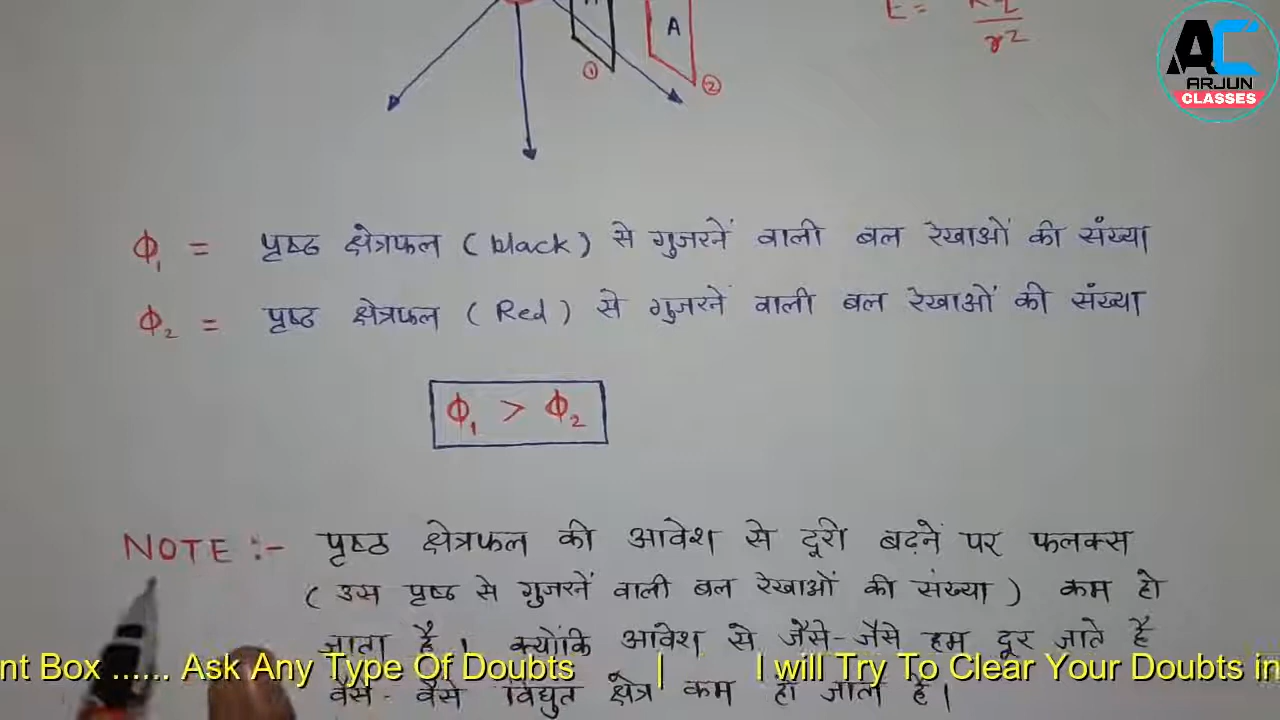 E = Kq / r²
A
①
②
AC
ARJUN
CLASSES
Φ₁ = पृष्ठ क्षेत्रफल (black) से गुजरनें वाली बल रेखाओं की संख्या
Φ₂ = पृष्ठ क्षेत्रफल (Red) से गुजरनें वाली बल रेखाओं की संख्या
Φ₁ > Φ₂
NOTE :- पृष्ठ क्षेत्रफल की आवेश से दूरी बढ़नें पर फलक्स
(उस पृष्ठ से गुजरनें वाली बल रेखाओं की संख्या) कम हो
जाता है। क्योंकि आवेश से जैसे-जैसे हम दूर जाते है
nt Box ...... Ask Any Type Of Doubts | I will Try To Clear Your Doubts in
वैसे-वैसे विद्युत क्षेत्र कम हो जाता है।